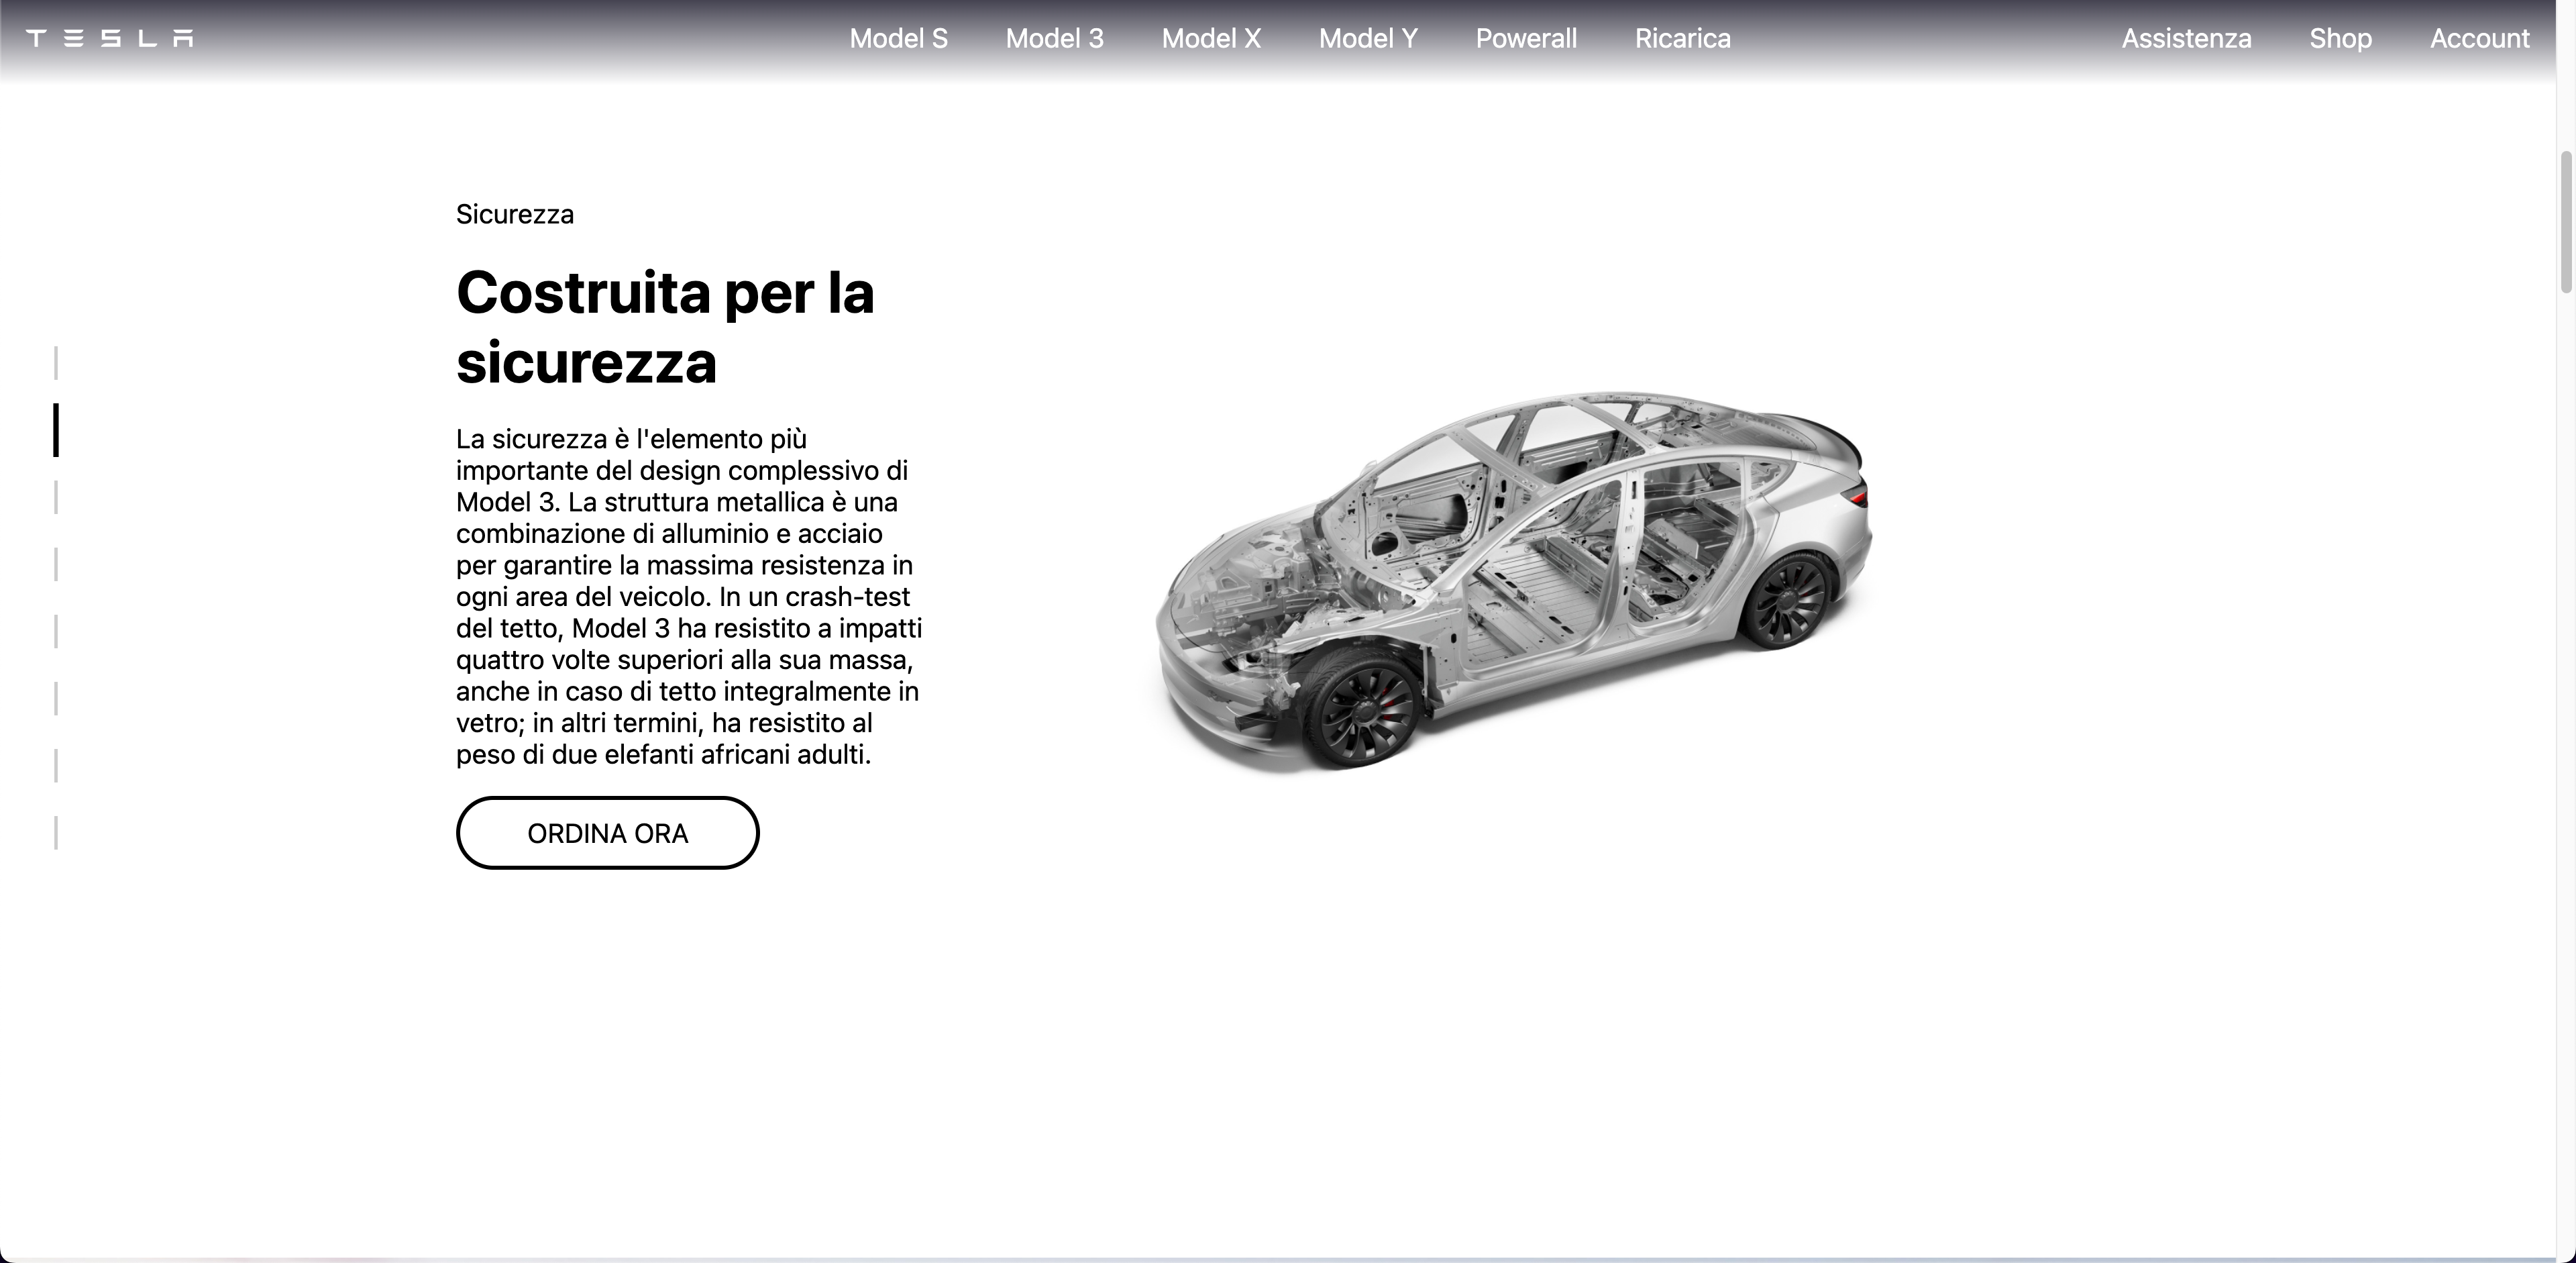 TESLA
Model S
Model 3
Model X
Model Y
Powerall
Ricarica
Assistenza
Shop
Account
Sicurezza
Costruita per la
sicurezza
La sicurezza è l'elemento più
importante del design complessivo di
Model 3. La struttura metallica è una
combinazione di alluminio e acciaio
per garantire la massima resistenza in
ogni area del veicolo. In un crash-test
del tetto, Model 3 ha resistito a impatti
quattro volte superiori alla sua massa,
anche in caso di tetto integralmente in
vetro; in altri termini, ha resistito al
peso di due elefanti africani adulti.
ORDINA ORA